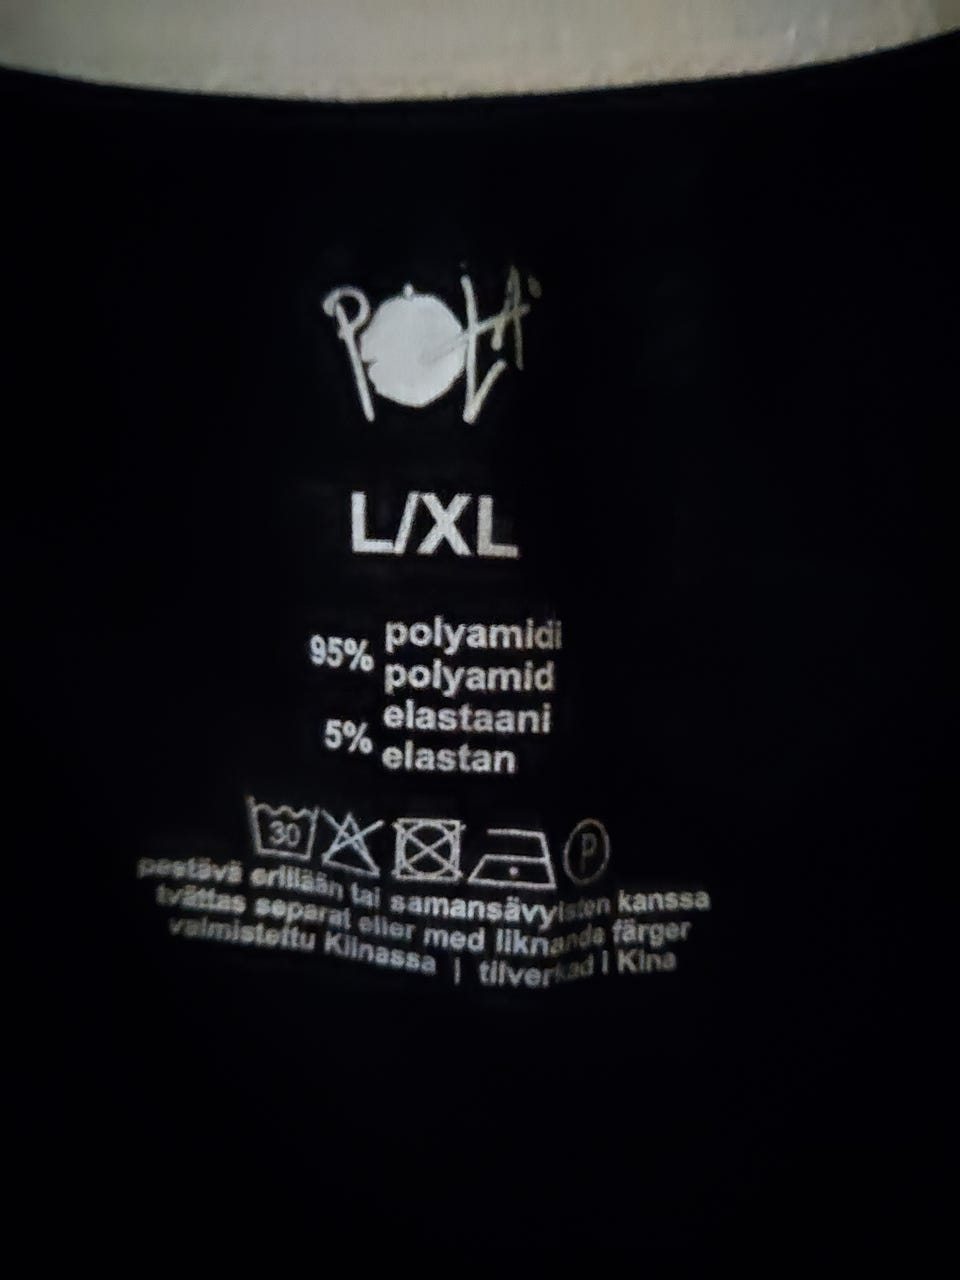 POLA
L/XL
95% polyamidi
polyamid
5% elastaani
elastan
30
P
pestävä erillään tai samansävyisten kanssa
tvättas separat eller med liknande färger
valmistettu Kiinassa | tillverkad i Kina